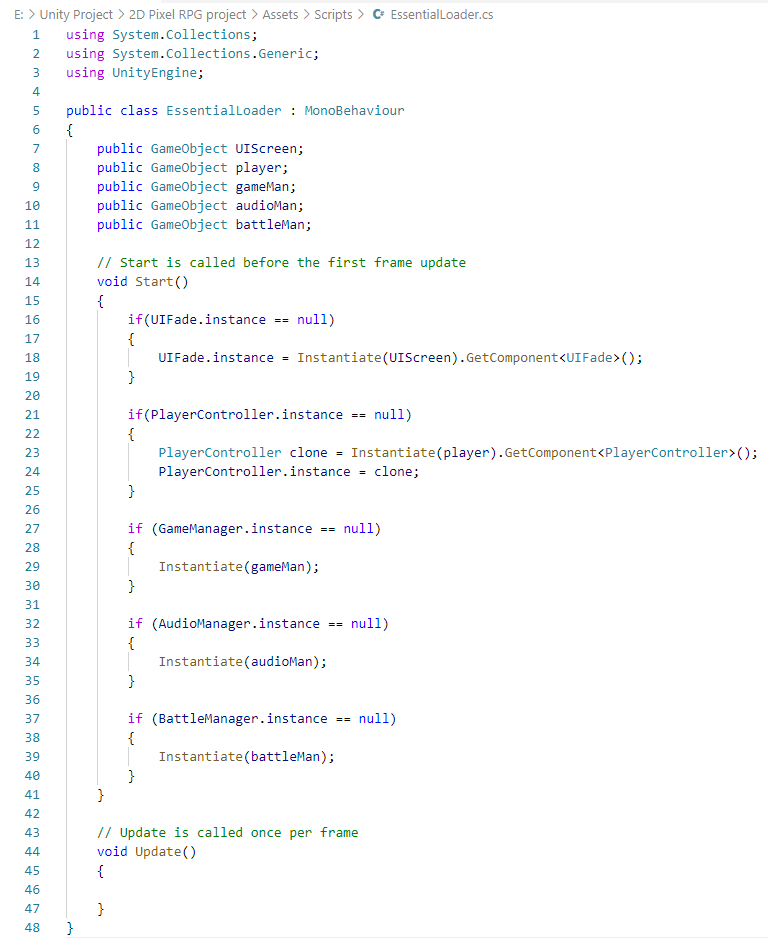 E: > Unity Project > 2D Pixel RPG project > Assets > Scripts > C# EssentialLoader.cs
1 using System.Collections;
2 using System.Collections.Generic;
3 using UnityEngine;
4
5 public class EssentialLoader : MonoBehaviour
6 {
7     public GameObject UIScreen;
8     public GameObject player;
9     public GameObject gameMan;
10     public GameObject audioMan;
11     public GameObject battleMan;
12
13     // Start is called before the first frame update
14     void Start()
15     {
16         if(UIFade.instance == null)
17         {
18             UIFade.instance = Instantiate(UIScreen).GetComponent<UIFade>();
19         }
20
21         if(PlayerController.instance == null)
22         {
23             PlayerController clone = Instantiate(player).GetComponent<PlayerController>();
24             PlayerController.instance = clone;
25         }
26
27         if (GameManager.instance == null)
28         {
29             Instantiate(gameMan);
30         }
31
32         if (AudioManager.instance == null)
33         {
34             Instantiate(audioMan);
35         }
36
37         if (BattleManager.instance == null)
38         {
39             Instantiate(battleMan);
40         }
41     }
42
43     // Update is called once per frame
44     void Update()
45     {
46
47     }
48 }